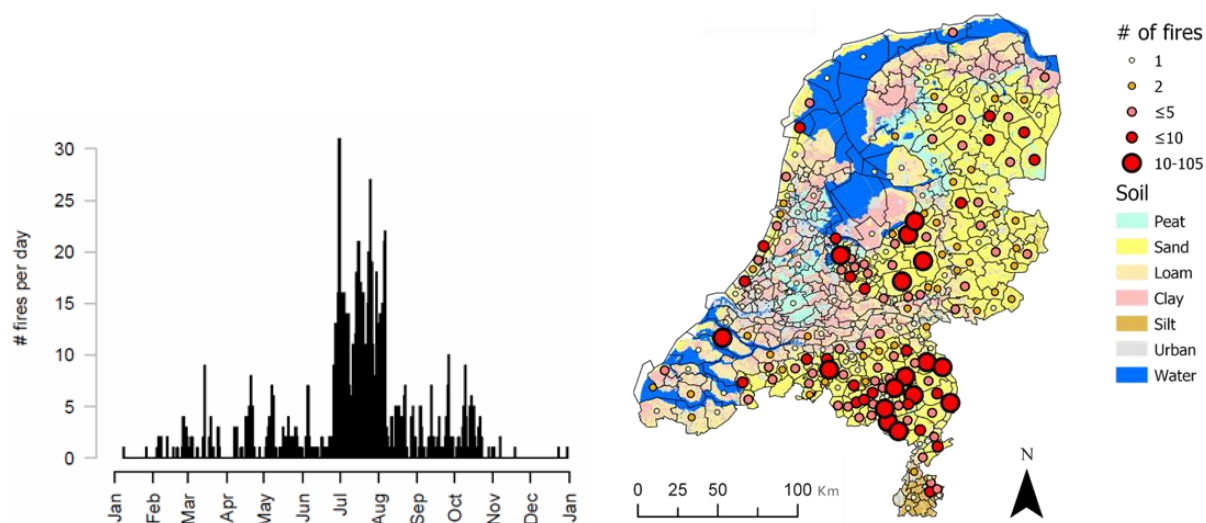 # fires per day
30
25
20
15
10
5
0
Jan
Feb
Mar
Apr
May
Jun
Jul
Aug
Sep
Oct
Nov
Dec
Jan
# of fires
1
2
≤5
≤10
10-105
Soil
Peat
Sand
Loam
Clay
Silt
Urban
Water
N
0 25 50 100 Km